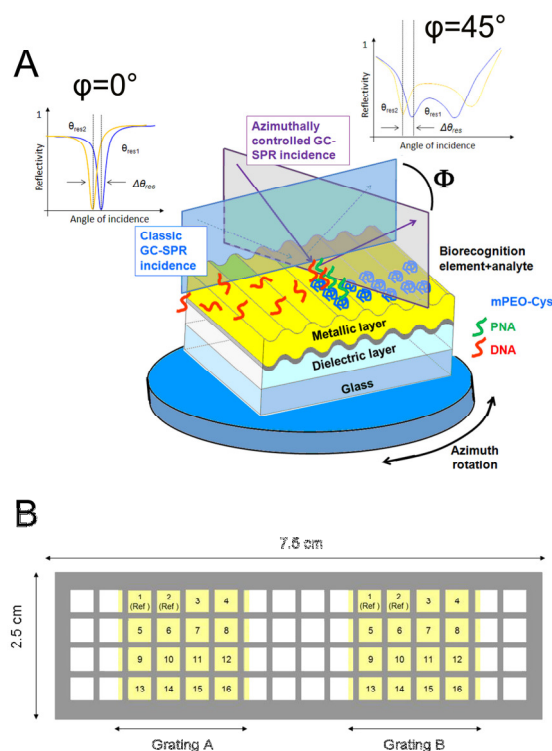 A
φ=0°
φ=45°
1
Reflectivity
θres2
θres1
Δθres
Angle of incidence
1
Reflectivity
θres2
θres1
Δθres
Angle of incidence
Azimuthally
controlled GC-
SPR incidence
Φ
Classic
GC-SPR
incidence
Biorecognition
element+analyte
mPEO-Cys
PNA
DNA
Metallic layer
Dielectric layer
Glass
Azimuth
rotation
B
7.5 cm
2.5 cm
1 2 3 4 1 2 3 4
(Ref) (Ref) (Ref) (Ref)
5 6 7 8 5 6 7 8
9 10 11 12 9 10 11 12
13 14 15 16 13 14 15 16
Grating A Grating B